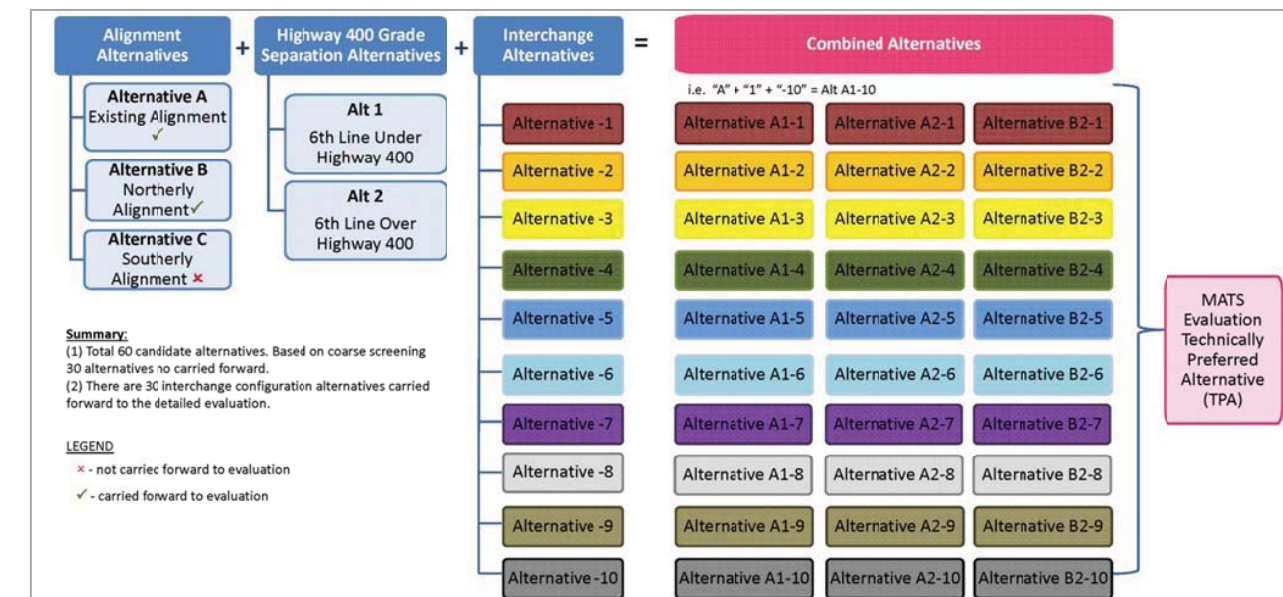 Alignment
Alternatives
+
Highway 400 Grade
Separation Alternatives
+
Interchange
Alternatives
=
Combined Alternatives
i.e. "A" + "1" + "-10" = Alt A1-10
Alternative A
Existing Alignment
✓
Alternative B
Northerly
Alignment✓
Alternative C
Southerly
Alignment ×
Alt 1
6th Line Under
Highway 400
Alt 2
6th Line Over
Highway 400
Alternative -1
Alternative A1-1
Alternative A2-1
Alternative B2-1
Alternative -2
Alternative A1-2
Alternative A2-2
Alternative B2-2
Alternative -3
Alternative A1-3
Alternative A2-3
Alternative B2-3
Alternative -4
Alternative A1-4
Alternative A2-4
Alternative B2-4
Alternative -5
Alternative A1-5
Alternative A2-5
Alternative B2-5
Alternative -6
Alternative A1-6
Alternative A2-6
Alternative B2-6
Alternative -7
Alternative A1-7
Alternative A2-7
Alternative B2-7
Alternative -8
Alternative A1-8
Alternative A2-8
Alternative B2-8
Alternative -9
Alternative A1-9
Alternative A2-9
Alternative B2-9
Alternative -10
Alternative A1-10
Alternative A2-10
Alternative B2-10
MATS
Evaluation
Technically
Preferred
Alternative
(TPA)
Summary:
(1) Total 60 candidate alternatives. Based on coarse screening
30 alternatives no carried forward.
(2) There are 30 interchange configuration alternatives carried
forward to the detailed evaluation.
LEGEND
× - not carried forward to evaluation
✓ - carried forward to evaluation